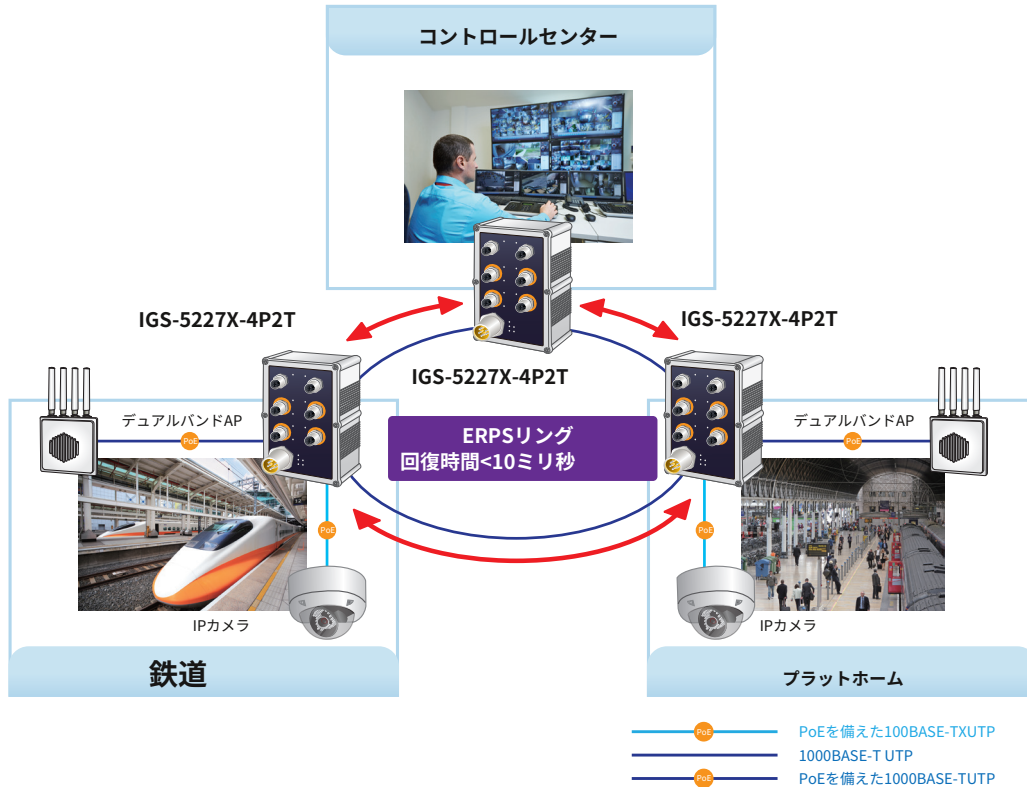 コントロールセンター
IGS-5227X-4P2T
IGS-5227X-4P2T
IGS-5227X-4P2T
デュアルバンドAP
PoE
ERPSリング
回復時間<10ミリ秒
デュアルバンドAP
PoE
PoE
PoE
IPカメラ
IPカメラ
鉄道
プラットホーム
PoE
PoEを備えた100BASE-TXUTP
1000BASE-T UTP
PoE
PoEを備えた1000BASE-TUTP